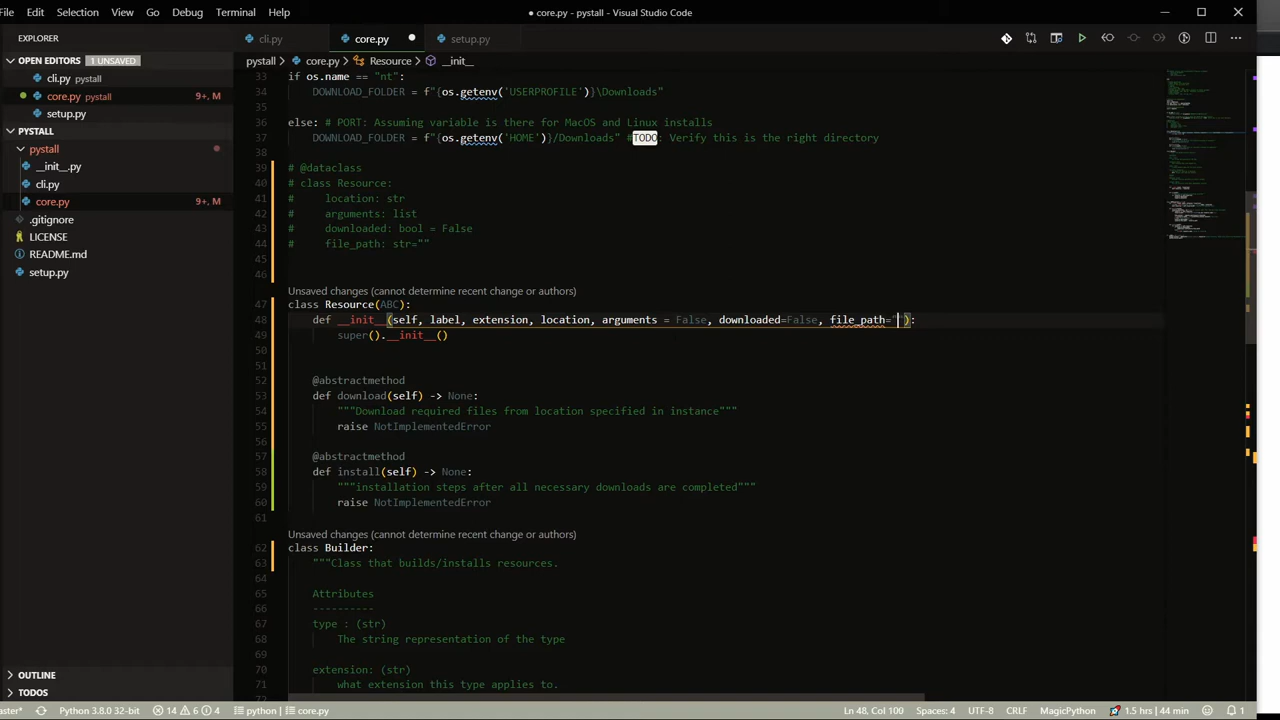 File Edit Selection View Go Debug Terminal Help
● core.py - pystall - Visual Studio Code
EXPLORER
OPEN EDITORS 1 UNSAVED
cli.py
core.py pystall 9+, M
setup.py
PYSTALL
pystall
__init__.py
cli.py
core.py 9+, M
.gitignore
LICENSE
README.md
setup.py
OUTLINE
TODOS
cli.py core.py ● setup.py
pystall > core.py > Resource > __init__
33 if os.name == "nt":
34 DOWNLOAD_FOLDER = f"{os.getenv('USERPROFILE')}\Downloads"
35
36 else: # PORT: Assuming variable is there for MacOS and Linux installs
37 DOWNLOAD_FOLDER = f"{os.getenv('HOME')}/Downloads" #TODO: Verify this is the right directory
38
39 # @dataclass
40 # class Resource:
41 # location: str
42 # arguments: list
43 # downloaded: bool = False
44 # file_path: str=""
45
46
Unsaved changes (cannot determine recent change or authors)
47 class Resource(ABC):
48 def __init__(self, label, extension, location, arguments = False, downloaded=False, file_path=""):
49 super().__init__()
50
51
52 @abstractmethod
53 def download(self) -> None:
54 """Download required files from location specified in instance"""
55 raise NotImplementedError
56
57 @abstractmethod
58 def install(self) -> None:
59 """installation steps after all necessary downloads are completed"""
60 raise NotImplementedError
61
Unsaved changes (cannot determine recent change or authors)
62 class Builder:
63 """Class that builds/installs resources.
64
65 Attributes
66 ----------
67 type : (str)
68 The string representation of the type
69
70 extension: (str)
71 what extension this type applies to.
72
master* Python 3.8.0 32-bit 14 6 4 python | core.py Ln 48, Col 100 Spaces: 4 UTF-8 CRLF MagicPython 1.5 hrs | 44 min 1